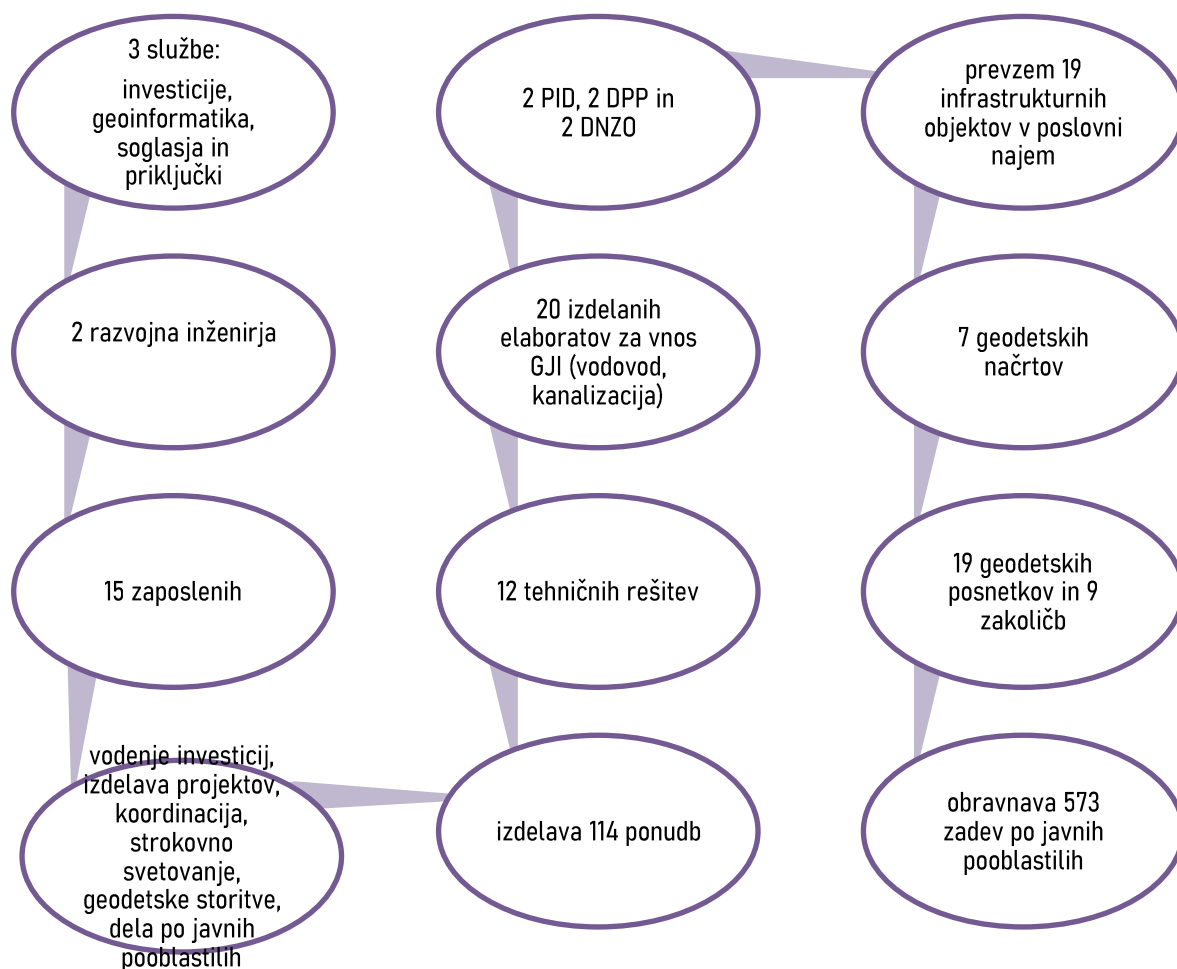 3 službe:
investicije,
geoinformatika,
soglasja in
priključki
2 razvojna inženirja
15 zaposlenih
vodenje investicij,
izdelava projektov,
koordinacija,
strokovno
svetovanje,
geodetske storitve,
dela po javnih
pooblastilih
izdelava 114 ponudb
12 tehničnih rešitev
20 izdelanih
elaboratov za vnos
GJI (vodovod,
kanalizacija)
2 PID, 2 DPP in
2 DNZO
prevzem 19
infrastrukturnih
objektov v poslovni
najem
7 geodetskih
načrtov
19 geodetskih
posnetkov in 9
zakoličb
obravnava 573
zadev po javnih
pooblastilih